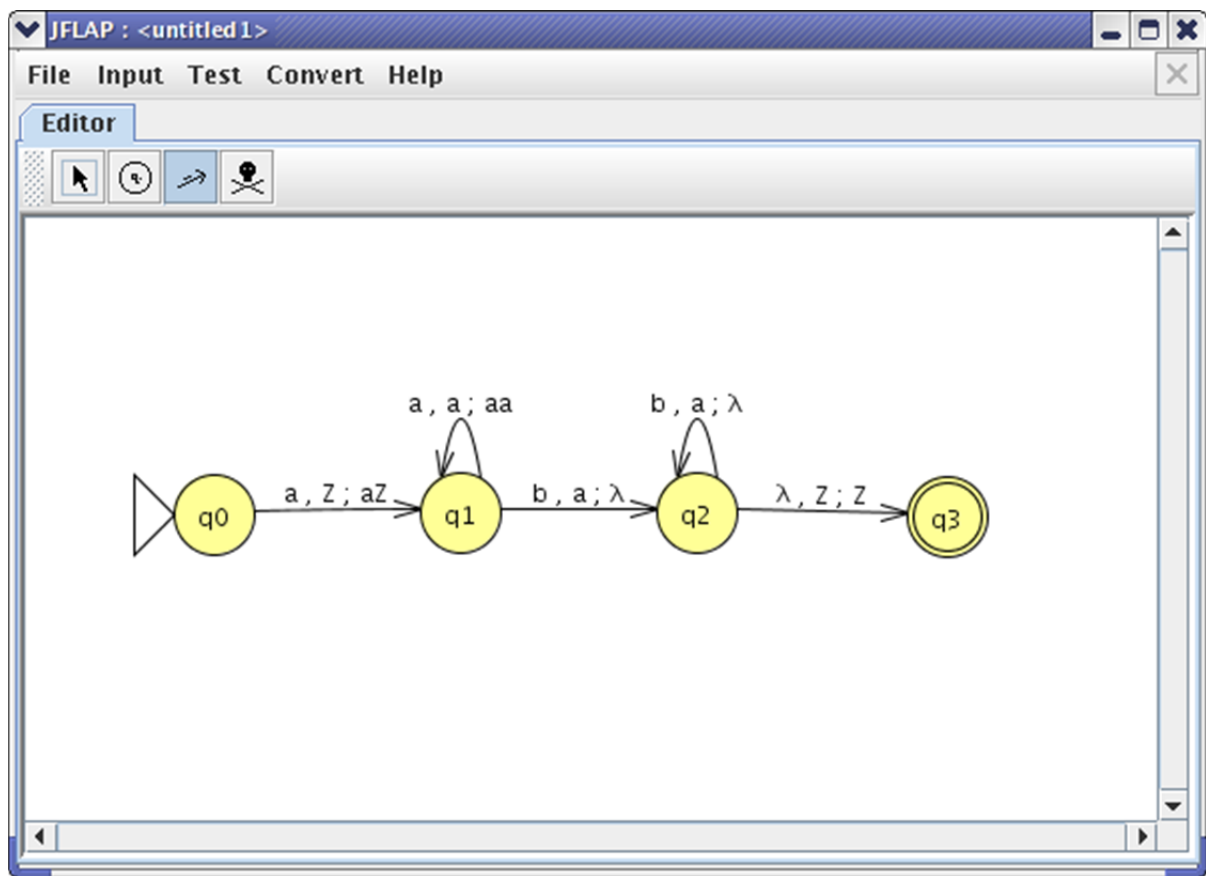 JFLAP : <untitled1>
File Input Test Convert Help
Editor
a , a ; aa
b , a ; λ
a , Z ; aZ
b , a ; λ
λ , Z ; Z
q0
q1
q2
q3